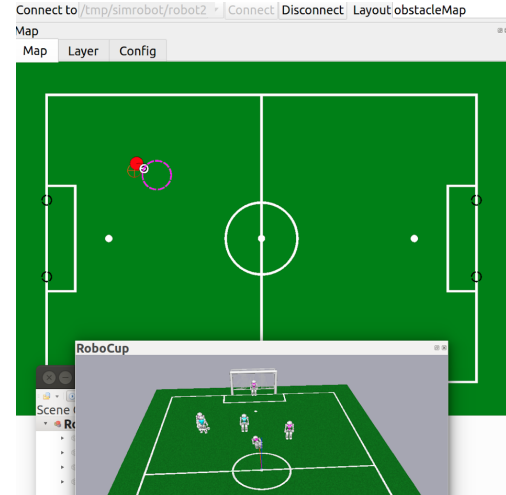 Connect to /tmp/simrobot/robot2 Connect Disconnect Layout obstacleMap
Map
Map Layer Config
RoboCup
Scene
Ro